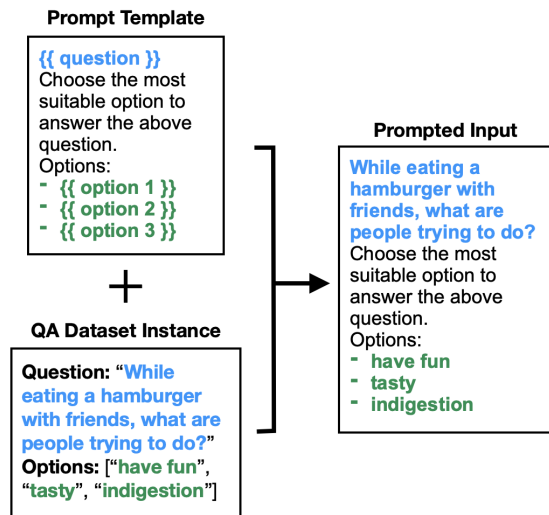 Prompt Template
{{ question }}
Choose the most
suitable option to
answer the above
question.
Options:
- {{ option 1 }}
- {{ option 2 }}
- {{ option 3 }}
+
QA Dataset Instance
Question: “While
eating a hamburger
with friends, what are
people trying to do?”
Options: [“have fun”,
“tasty”, “indigestion”]
Prompted Input
While eating a
hamburger with
friends, what are
people trying to do?
Choose the most
suitable option to
answer the above
question.
Options:
- have fun
- tasty
- indigestion